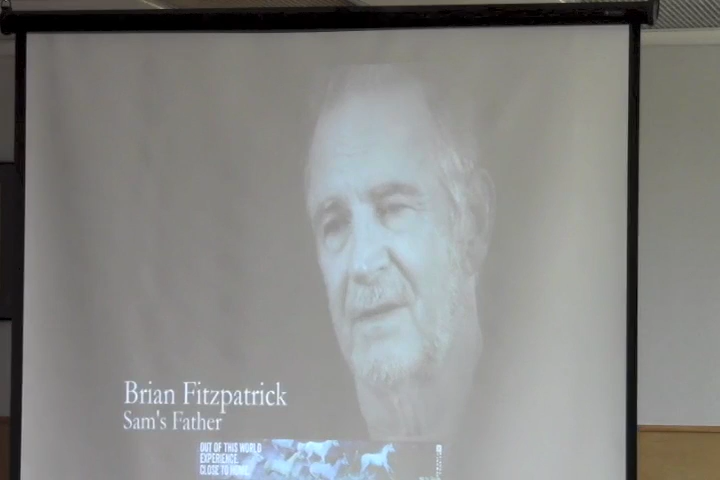 Brian Fitzpatrick
Sam's Father
OUT OF THIS WORLD
EXPERIENCE.
CLOSE TO HOME.